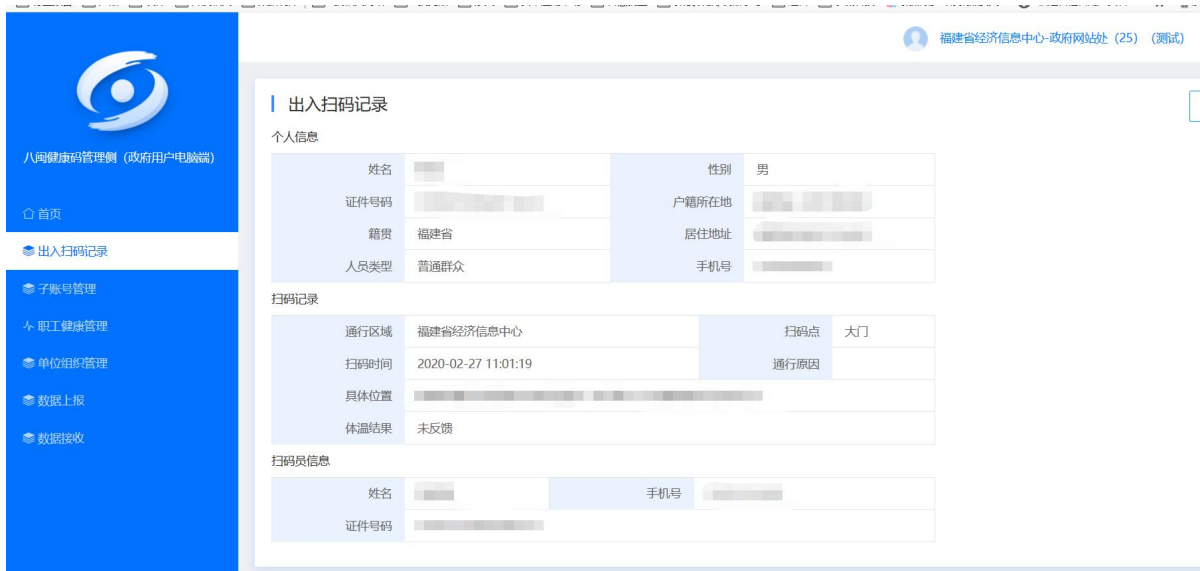 福建省经济信息中心-政府网站处（25）（测试）
八闽健康码管理侧（政府用户电脑端）
首页
出入扫码记录
子账号管理
职工健康管理
单位组织管理
数据上报
数据接收
出入扫码记录
个人信息
姓名 性别 男
证件号码 户籍所在地
籍贯 福建省 居住地址
人员类型 普通群众 手机号
扫码记录
通行区域 福建省经济信息中心 扫码点 大门
扫码时间 2020-02-27 11:01:19 通行原因
具体位置
体温结果 未反馈
扫码员信息
姓名 手机号
证件号码